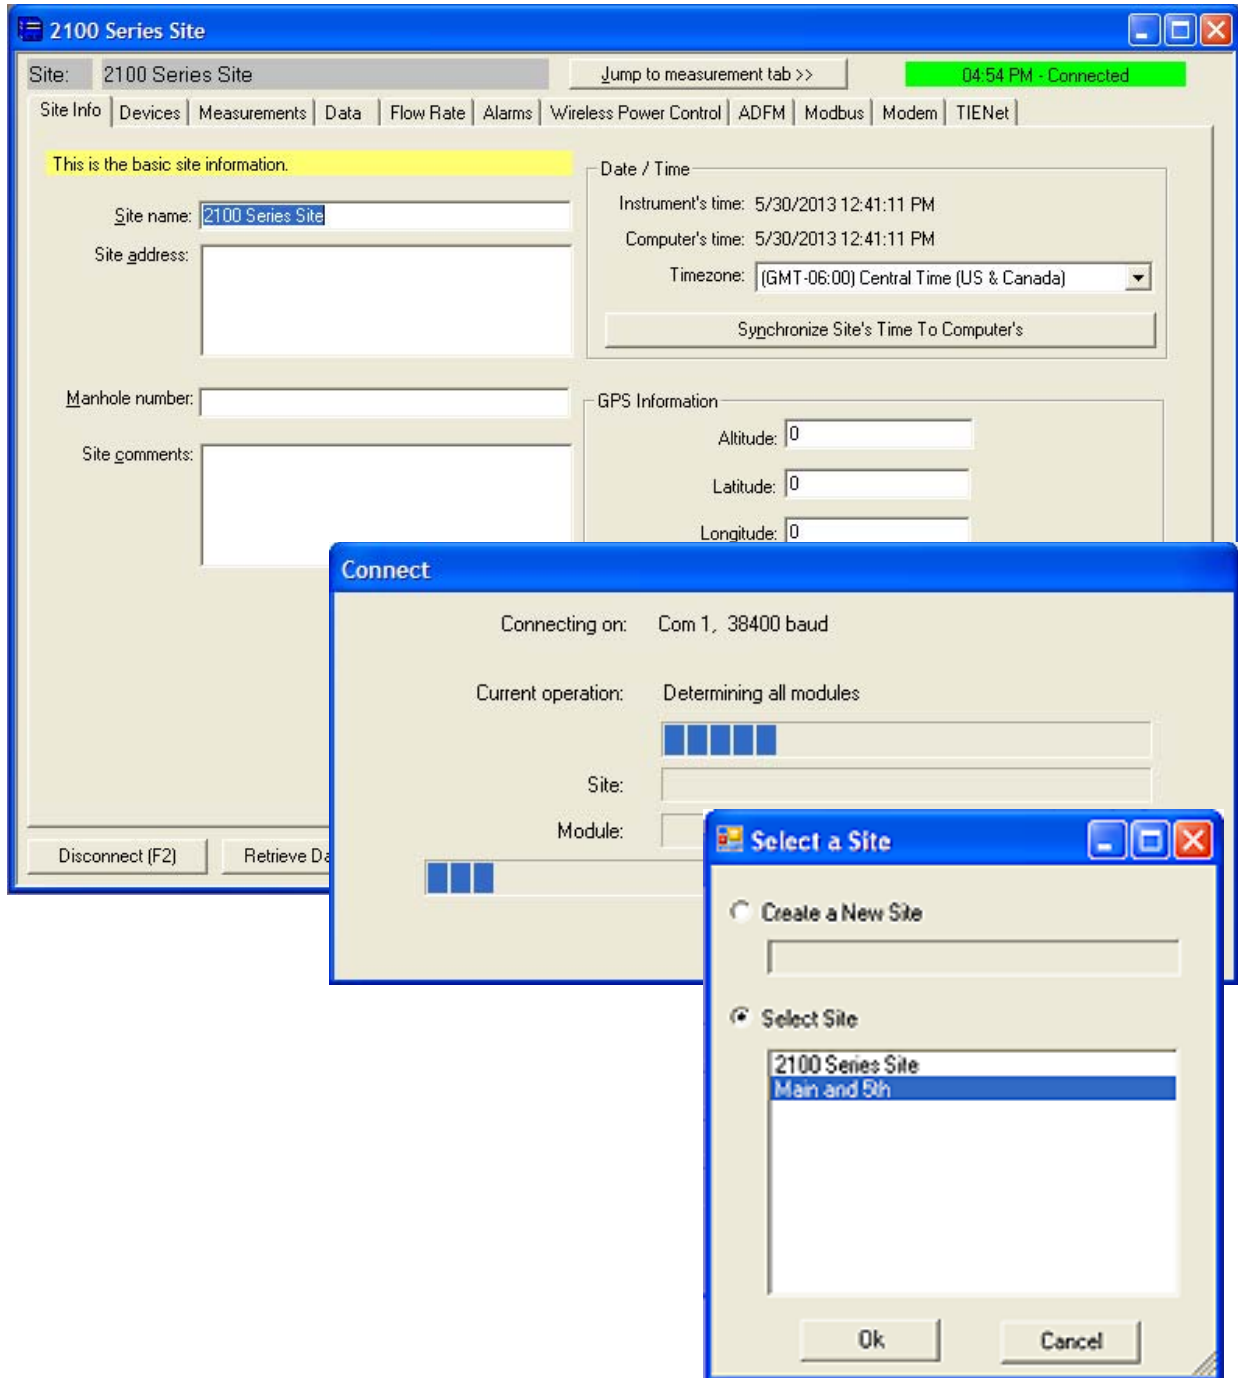 2100 Series Site
Site: 2100 Series Site Jump to measurement tab >> 04:54 PM - Connected
Site Info Devices Measurements Data Flow Rate Alarms Wireless Power Control ADFM Modbus Modem TIENet
This is the basic site information.
Site name: 2100 Series Site
Site address:
Manhole number:
Site comments:
Date / Time
Instrument's time: 5/30/2013 12:41:11 PM
Computer's time: 5/30/2013 12:41:11 PM
Timezone: (GMT-06:00) Central Time (US & Canada)
Synchronize Site's Time To Computer's
GPS Information
Altitude: 0
Latitude: 0
Longitude: 0
Disconnect (F2) Retrieve Da
Connect
Connecting on: Com 1, 38400 baud
Current operation: Determining all modules
Site:
Module:
Select a Site
Create a New Site
Select Site
2100 Series Site
Main and 5th
Ok Cancel